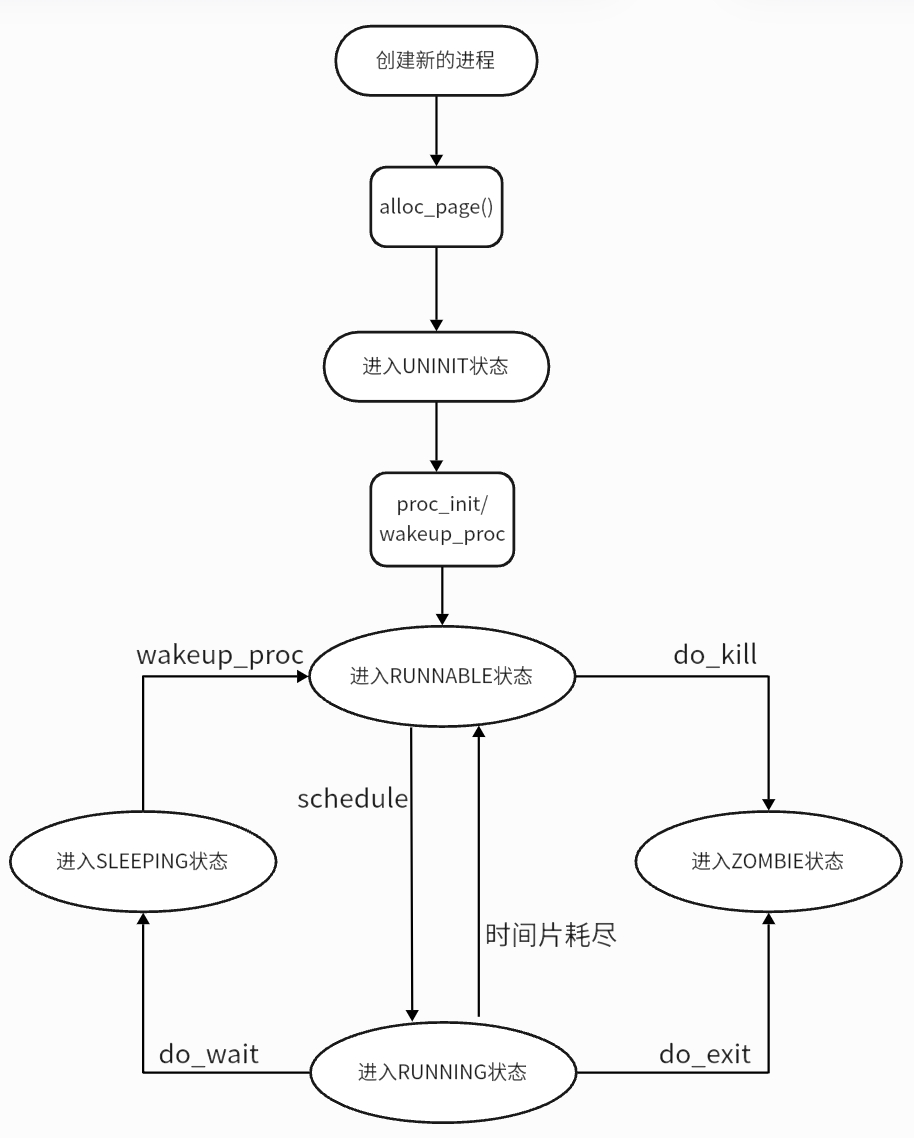 创建新的进程
alloc_page()
进入UNINIT状态
proc_init/
wakeup_proc
wakeup_proc
进入RUNNABLE状态
do_kill
schedule
进入SLEEPING状态
进入ZOMBIE状态
时间片耗尽
do_wait
进入RUNNING状态
do_exit